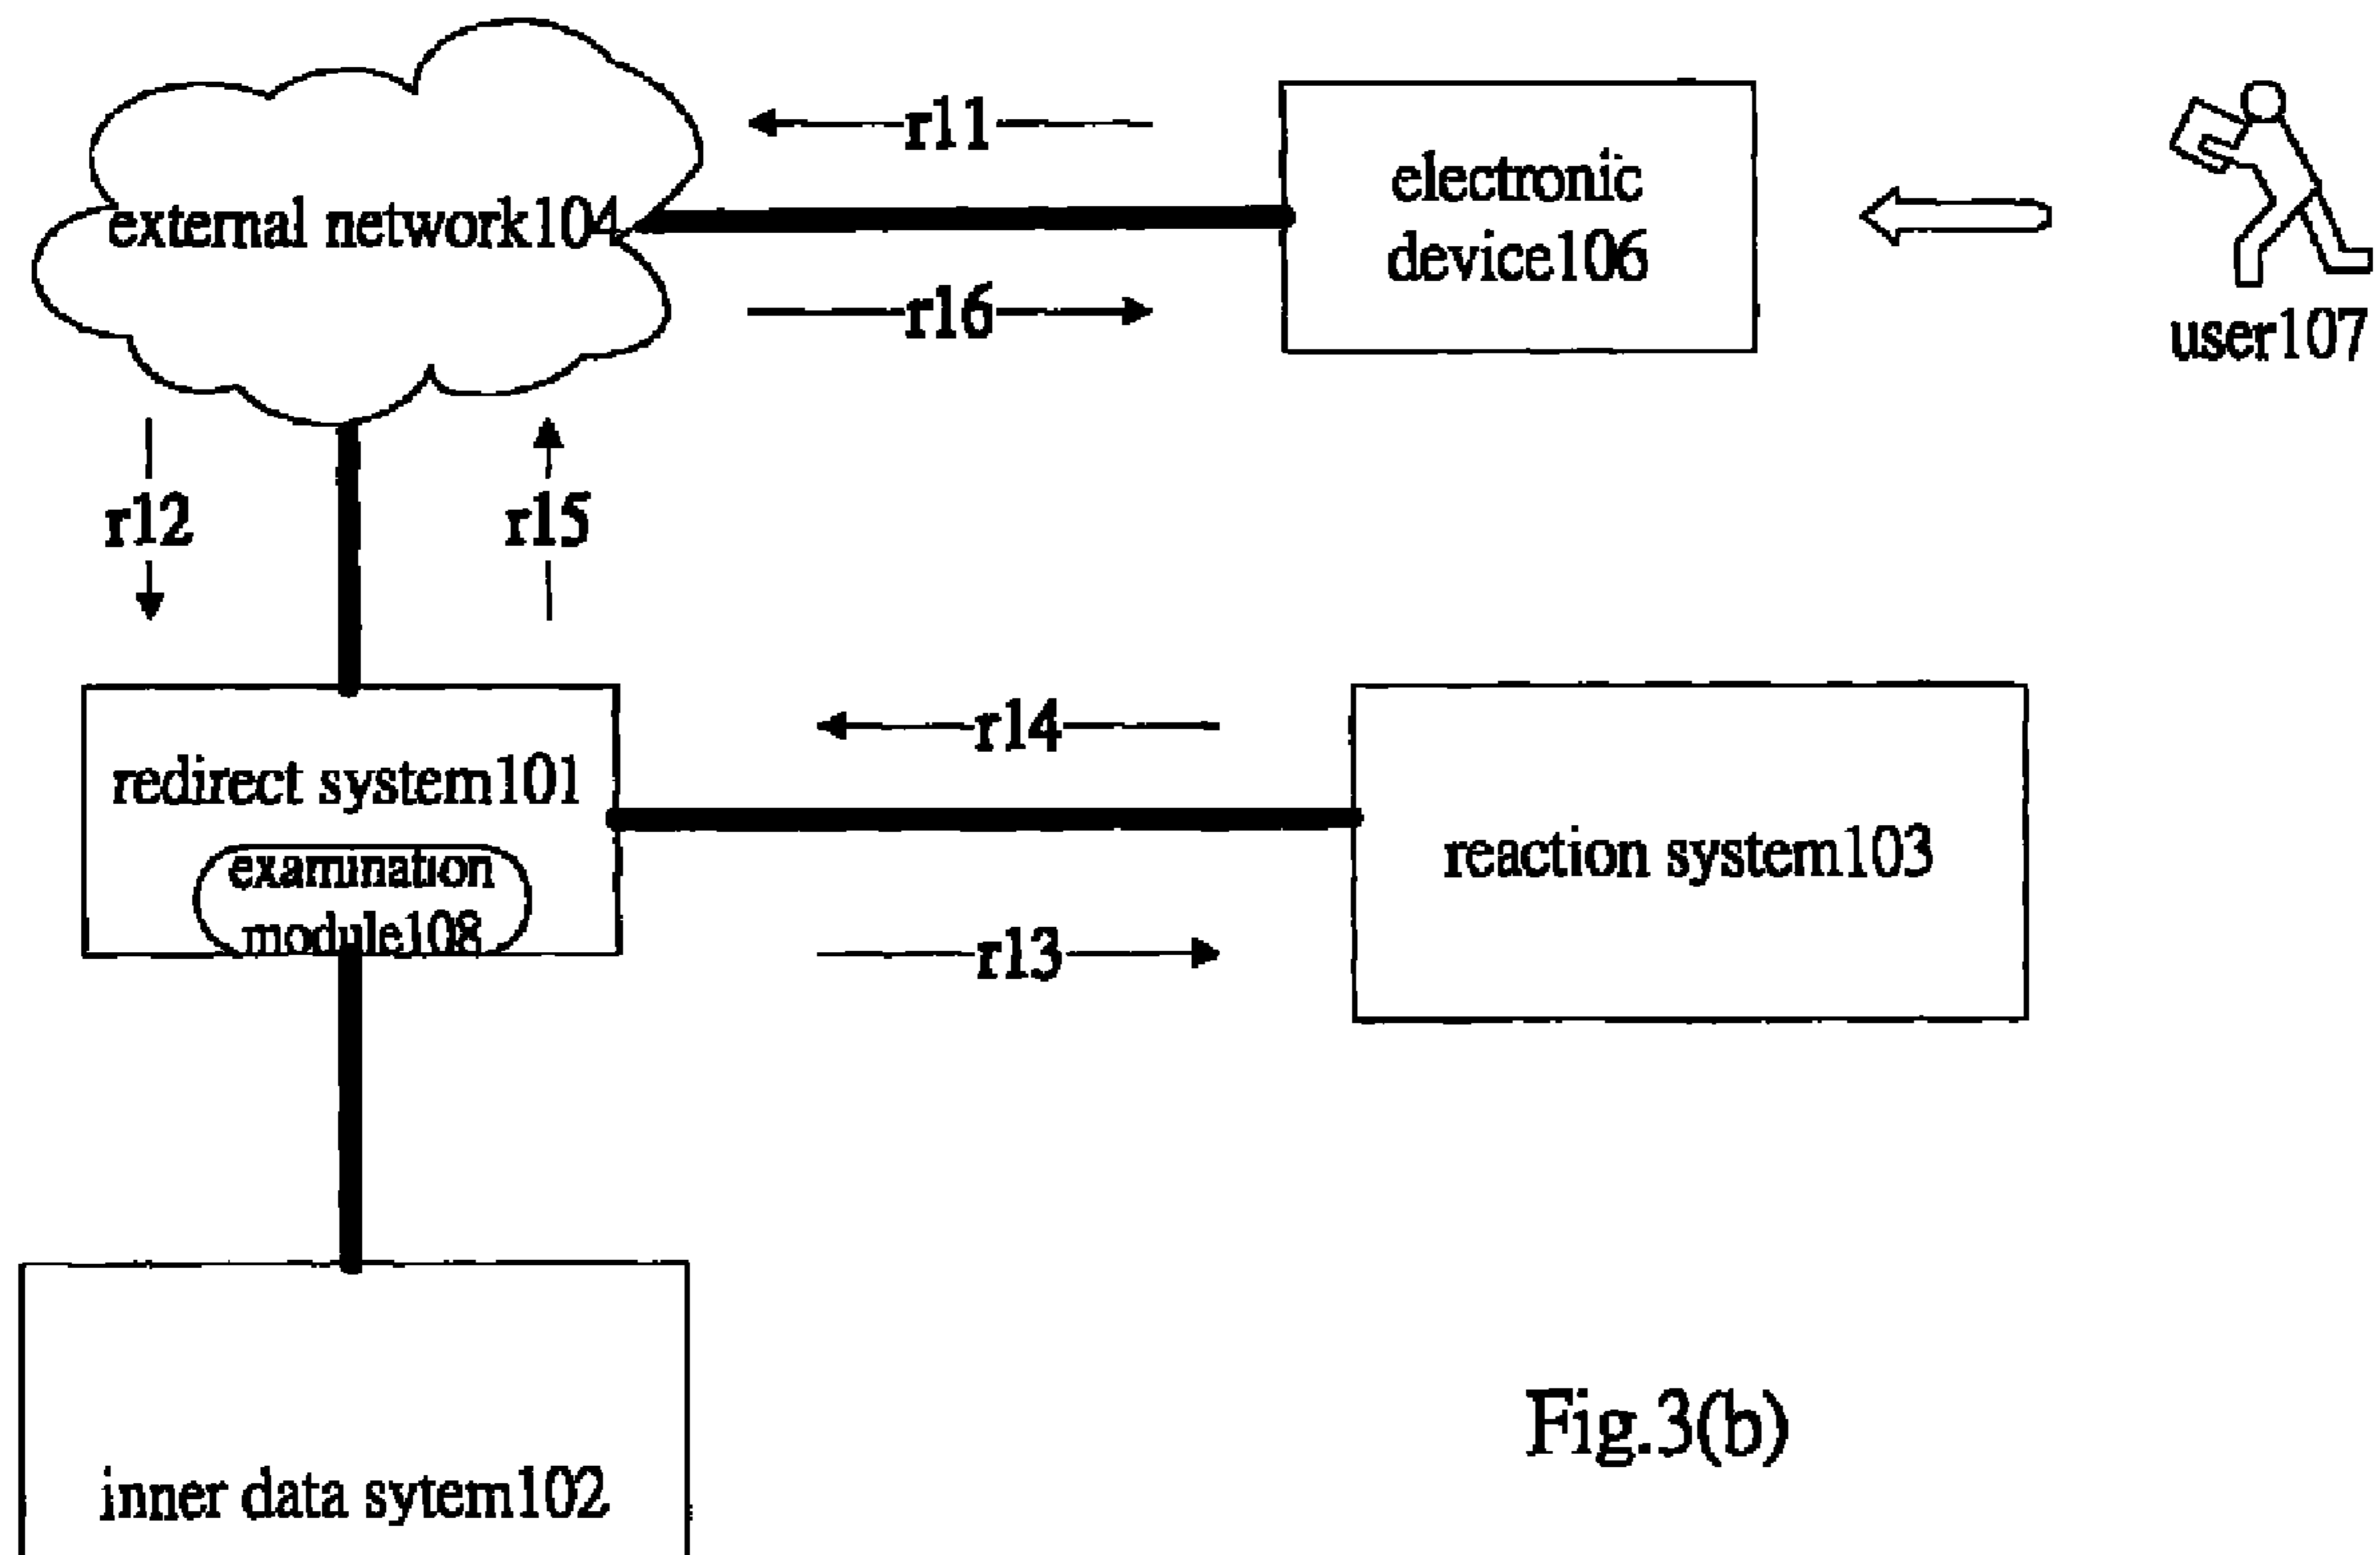 r11
external network104
electronic
device106
r16
user107
r12
r15
redirect system101
r14
examination
module108
reaction system103
r13
inner data sytem102
Fig.3(b)